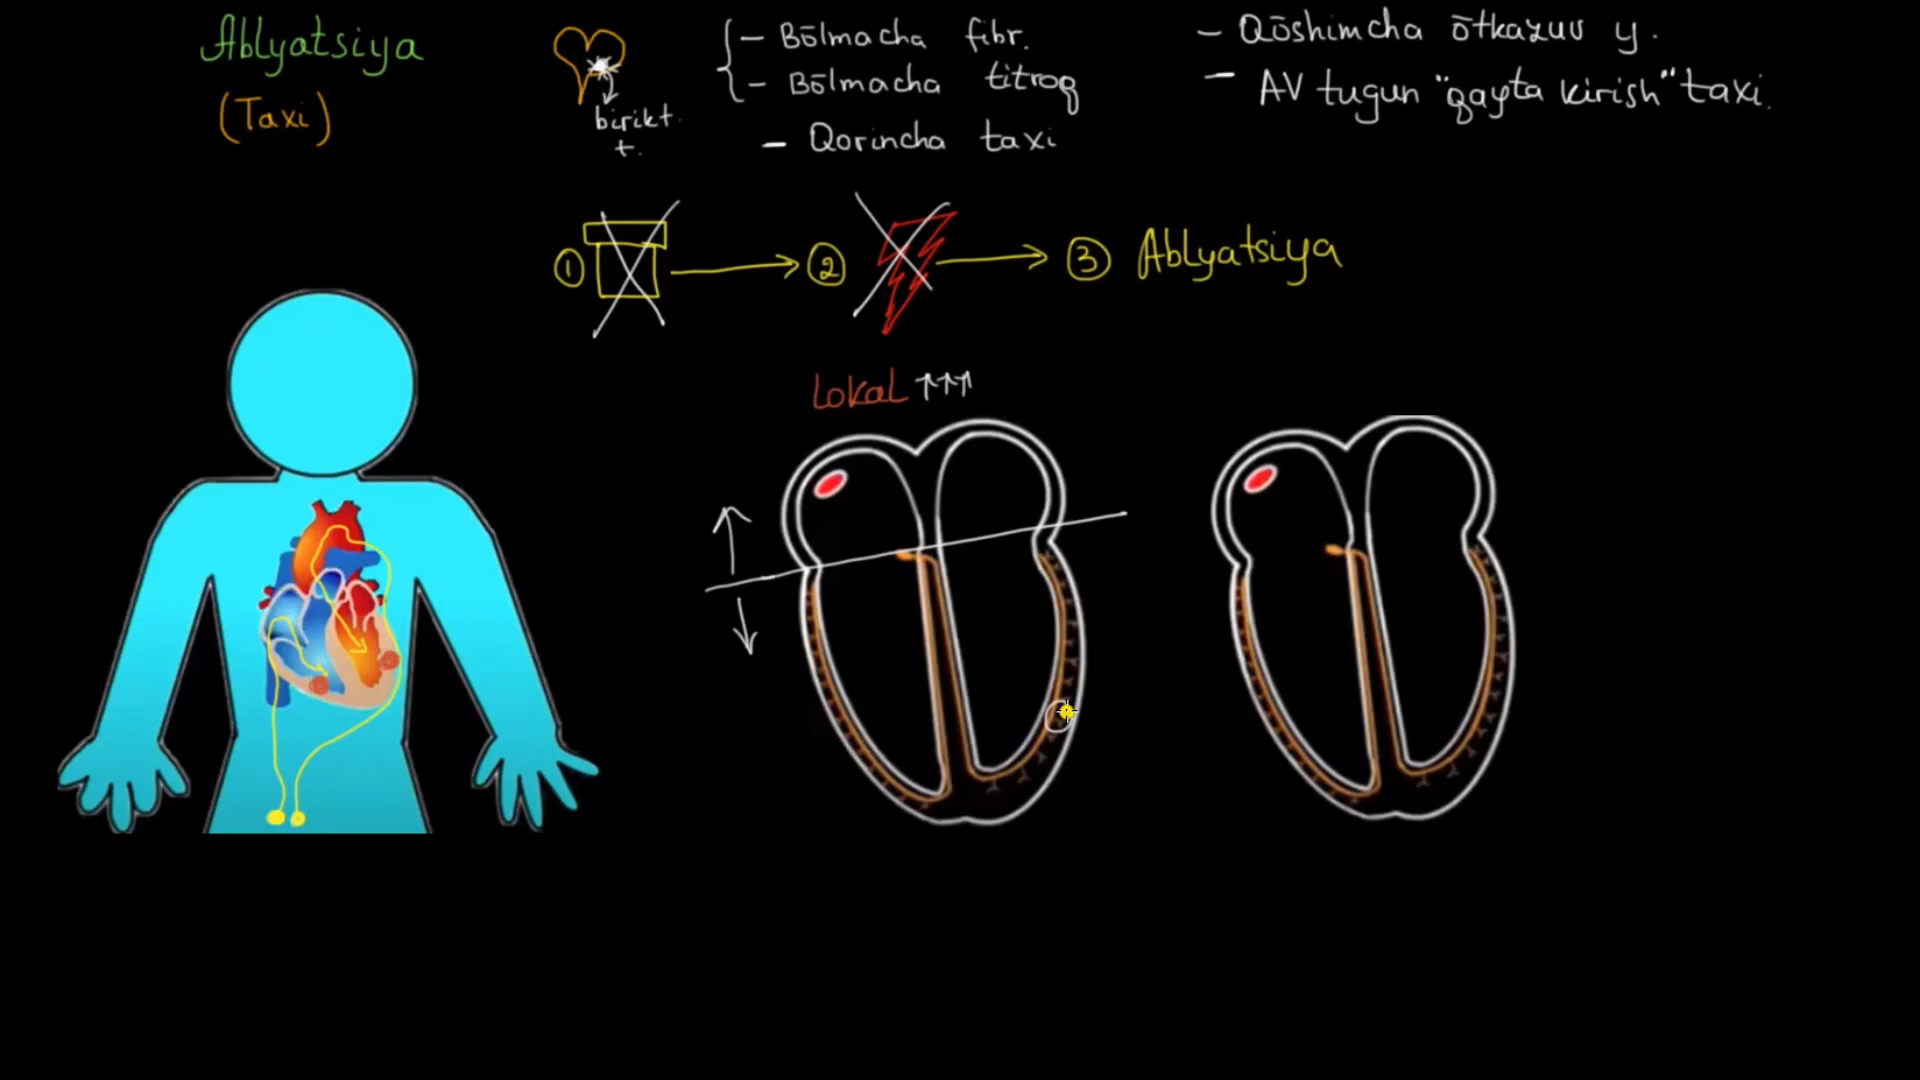 Ablyatsiya
(Taxi)
birikt.
t.
- Bōlmacha fibr.
- Bōlmacha titroq
- Qorincha taxi
- Qōshimcha ōtkazuv y.
- AV tugun "qayta kirish" taxi.
1
2
3 Ablyatsiya
Lokal ↑↑↑